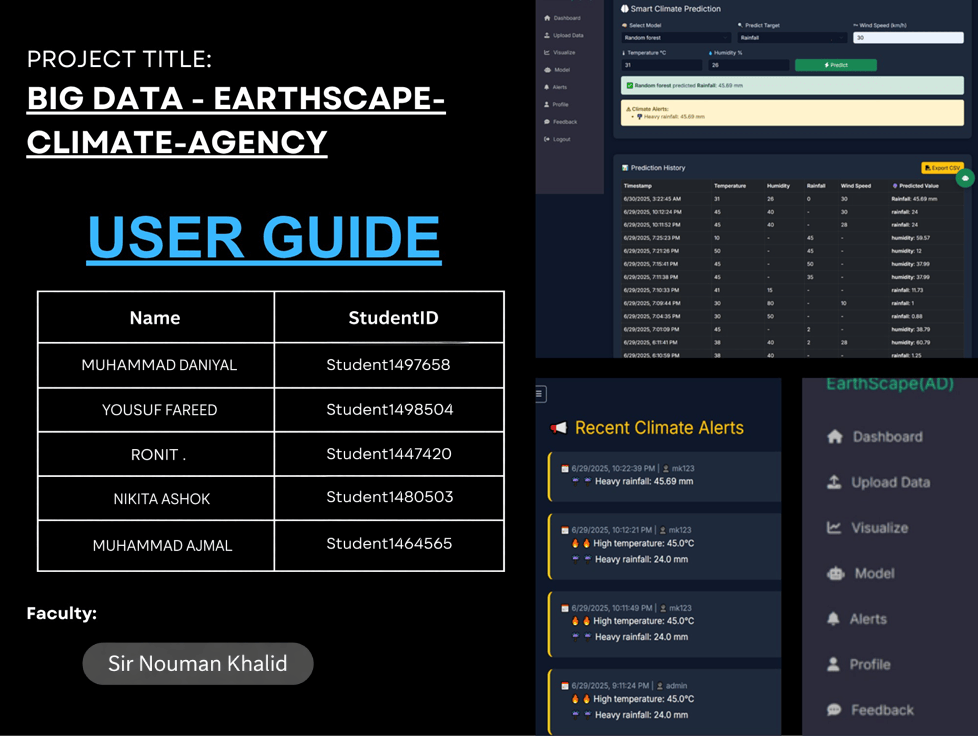 PROJECT TITLE:
BIG DATA - EARTHSCAPE-
CLIMATE-AGENCY
USER GUIDE
Name StudentID
MUHAMMAD DANIYAL Student1497658
YOUSUF FAREED Student1498504
RONIT . Student1447420
NIKITA ASHOK Student1480503
MUHAMMAD AJMAL Student1464565
Faculty:
Sir Nouman Khalid
Dashboard
Upload Data
Visualize
Model
Alerts
Profile
Feedback
Logout
Smart Climate Prediction
Select Model Predict Target Wind Speed (km/h)
Random forest Rainfall 30
Temperature °C Humidity %
31 26 Predict
Random forest predicted Rainfall: 45.69 mm
Climate Alerts:
• Heavy rainfall: 45.69 mm
Prediction History Export CSV
Timestamp Temperature Humidity Rainfall Wind Speed Predicted Value
6/30/2025, 3:22:45 AM 31 26 0 30 Rainfall: 45.69 mm
6/29/2025, 10:12:24 PM 45 40 - 30 rainfall: 24
6/29/2025, 10:11:52 PM 45 40 - 28 rainfall: 24
6/29/2025, 7:25:23 PM 10 - 45 - humidity: 59.57
6/29/2025, 7:21:26 PM 50 - 45 - humidity: 12
6/29/2025, 7:15:41 PM 45 - 50 - humidity: 37.99
6/29/2025, 7:11:38 PM 45 - 35 - humidity: 37.99
6/29/2025, 7:10:33 PM 41 15 - - rainfall: 11.73
6/29/2025, 7:09:44 PM 30 80 - 10 rainfall: 1
6/29/2025, 7:04:35 PM 30 50 - - rainfall: 0.68
6/29/2025, 7:01:09 PM 45 - 2 - humidity: 38.79
6/29/2025, 6:11:41 PM 38 - 2 28 humidity: 60.79
6/29/2025, 6:10:59 PM 38 40 - - rainfall: 1.25
Recent Climate Alerts
6/29/2025, 10:22:39 PM | mk123
Heavy rainfall: 45.69 mm
6/29/2025, 10:12:21 PM | mk123
High temperature: 45.0°C
Heavy rainfall: 24.0 mm
6/29/2025, 10:11:49 PM | mk123
High temperature: 45.0°C
Heavy rainfall: 24.0 mm
6/29/2025, 9:11:24 PM | admin
High temperature: 45.0°C
Heavy rainfall: 24.0 mm
EarthScape(AD)
Dashboard
Upload Data
Visualize
Model
Alerts
Profile
Feedback